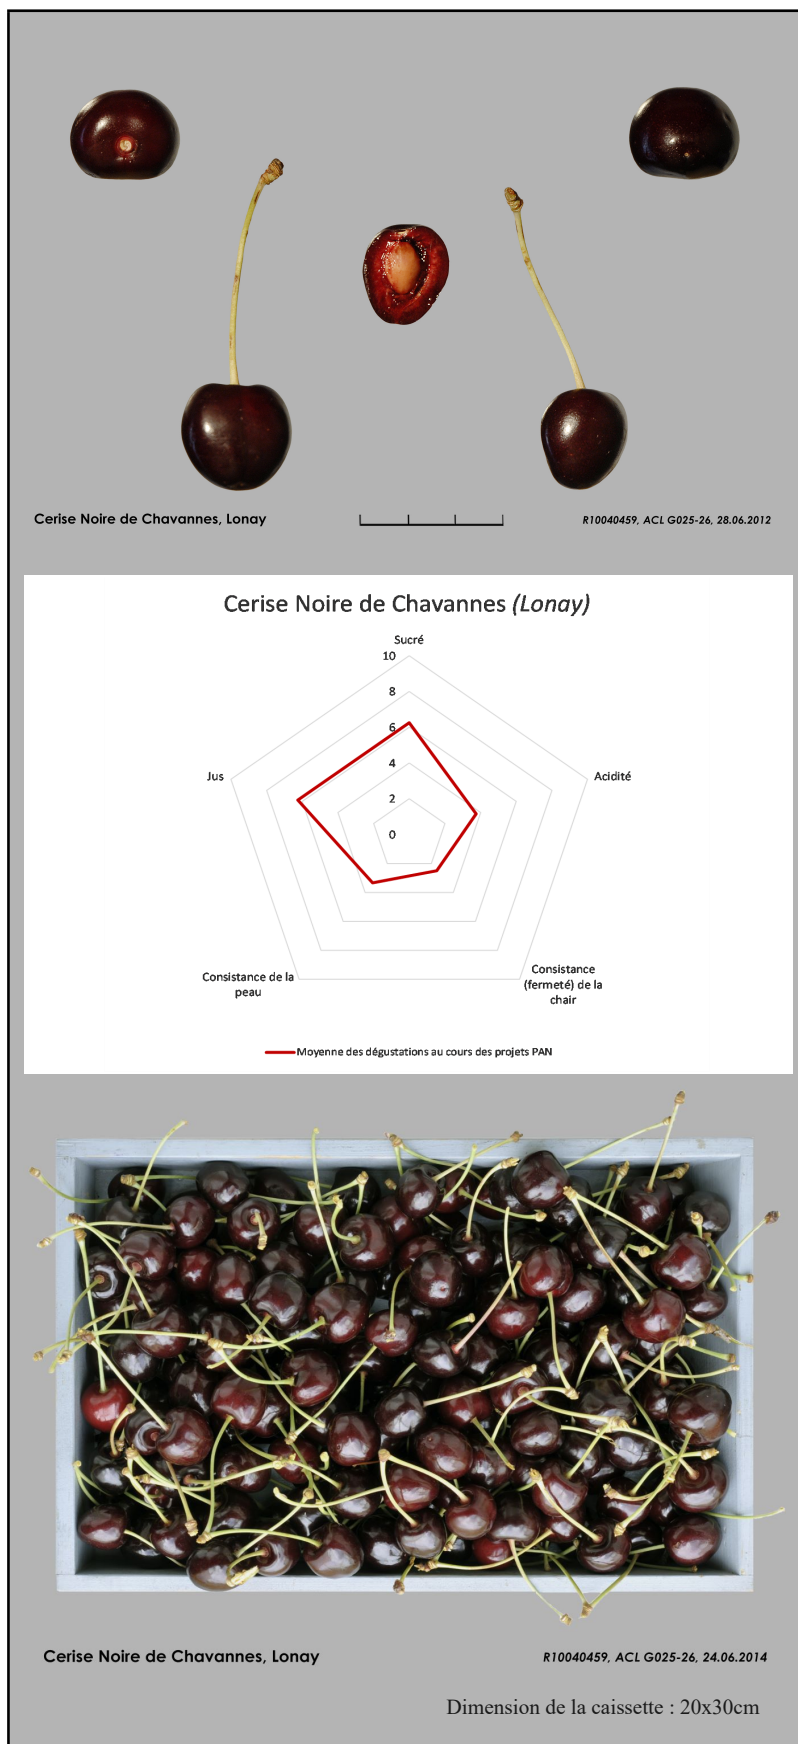 Cerise Noire de Chavannes, Lonay
R10040459, ACL G025-26, 28.06.2012
Cerise Noire de Chavannes (Lonay)
Sucré
10
8
6
4
2
0
Jus
Acidité
Consistance de la
peau
Consistance
(fermeté) de la
chair
Moyenne des dégustations au cours des projets PAN
Cerise Noire de Chavannes, Lonay
R10040459, ACL G025-26, 24.06.2014
Dimension de la caissette : 20x30cm